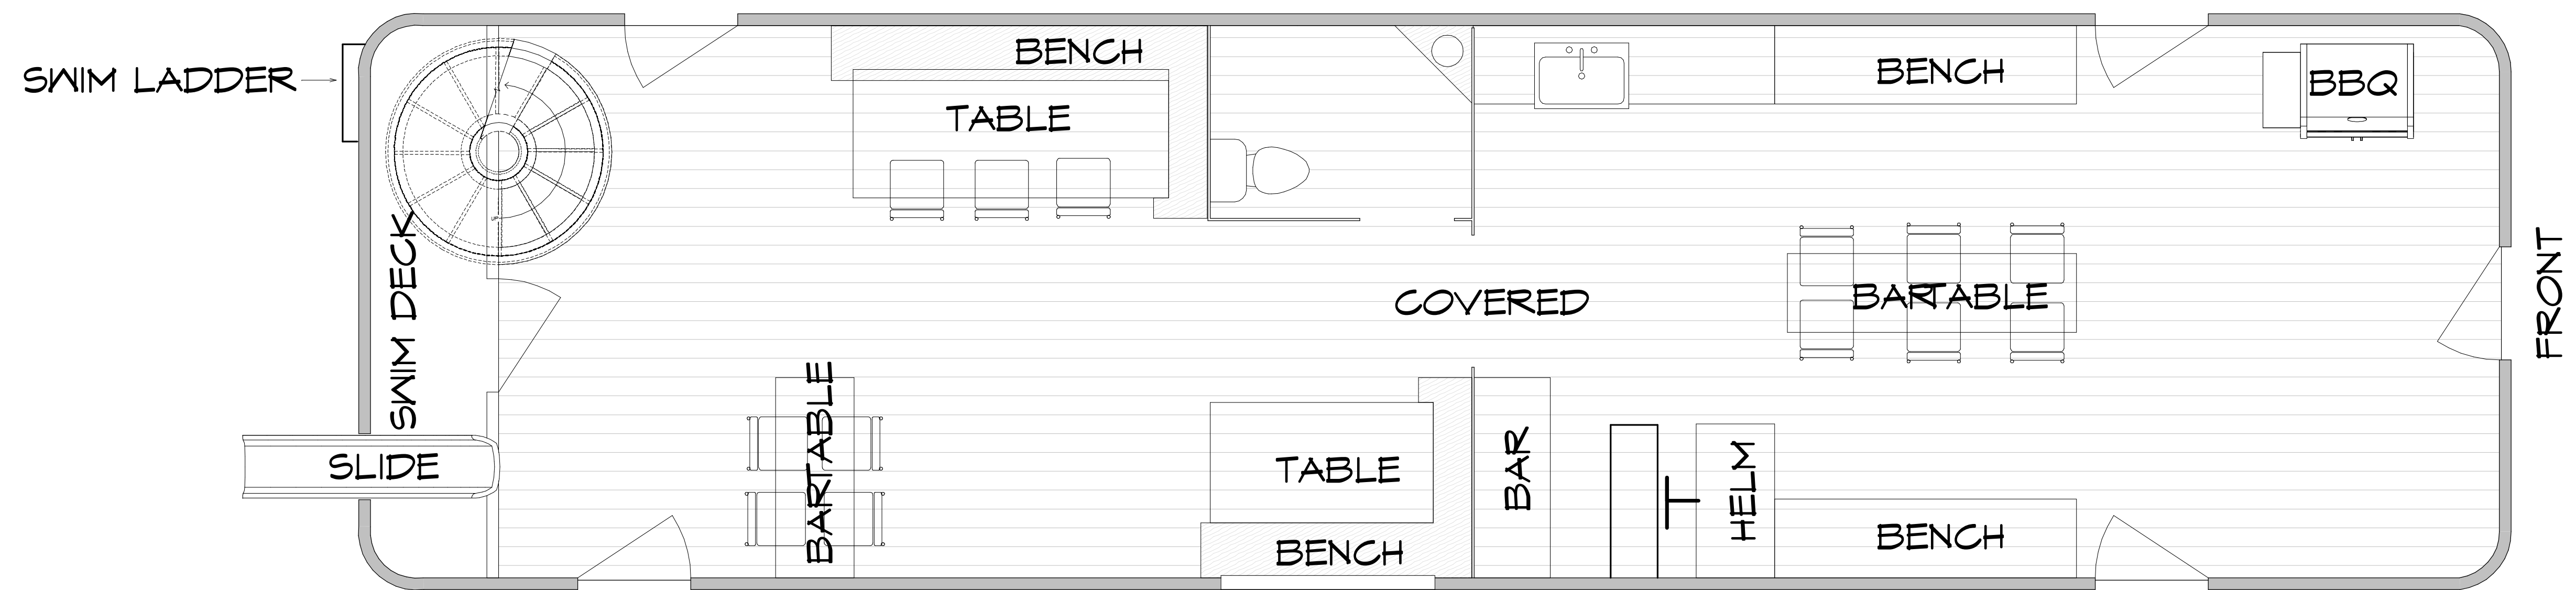 SWIM LADDER
BENCH
TABLE
BENCH
BBQ
SWIM DECK
COVERED
BARTABLE
FRONT
SLIDE
BARTABLE
TABLE
BENCH
BAR
HELM
BENCH